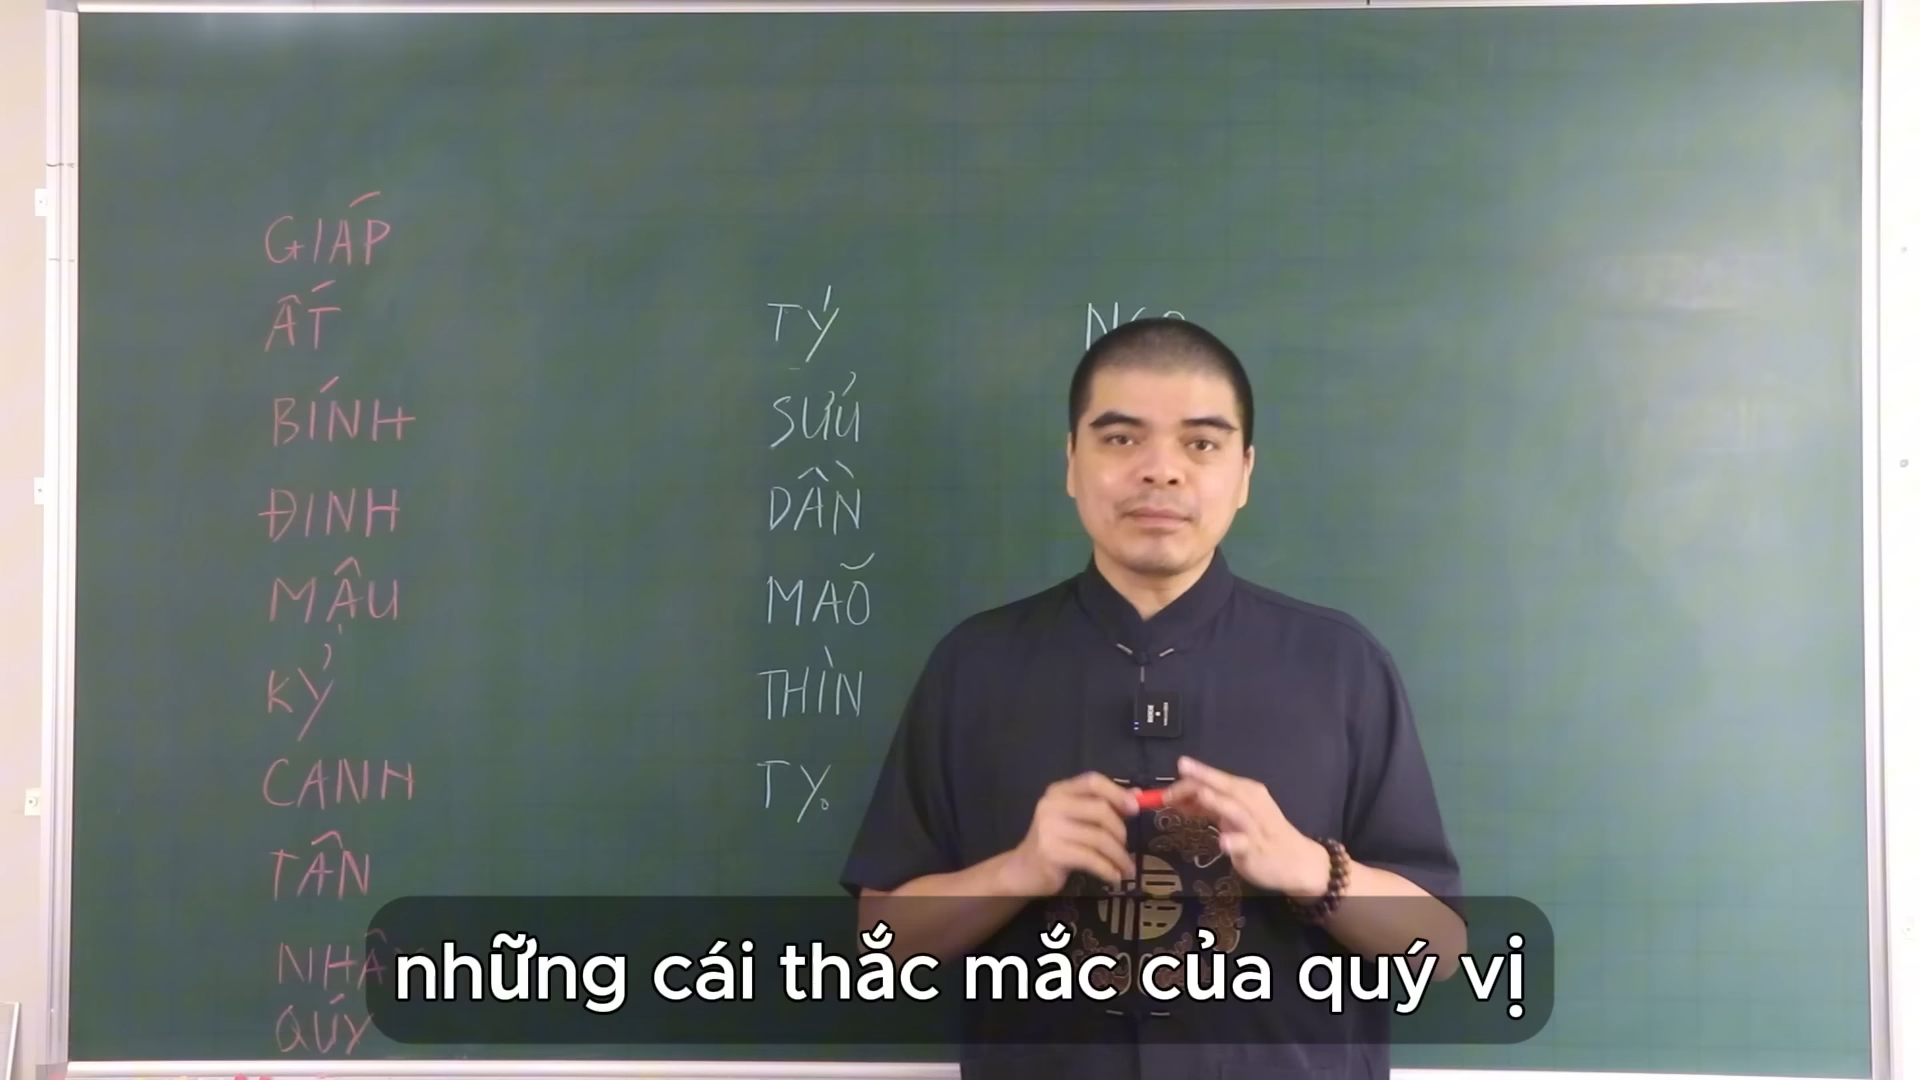 GIÁP
ẤT
BÍNH
ĐINH
MẬU
KỶ
CANH
TÂN
QUÝ
TÝ
SỬU
DẦN
MÃO
THÌN
TỴ
những cái thắc mắc của quý vị